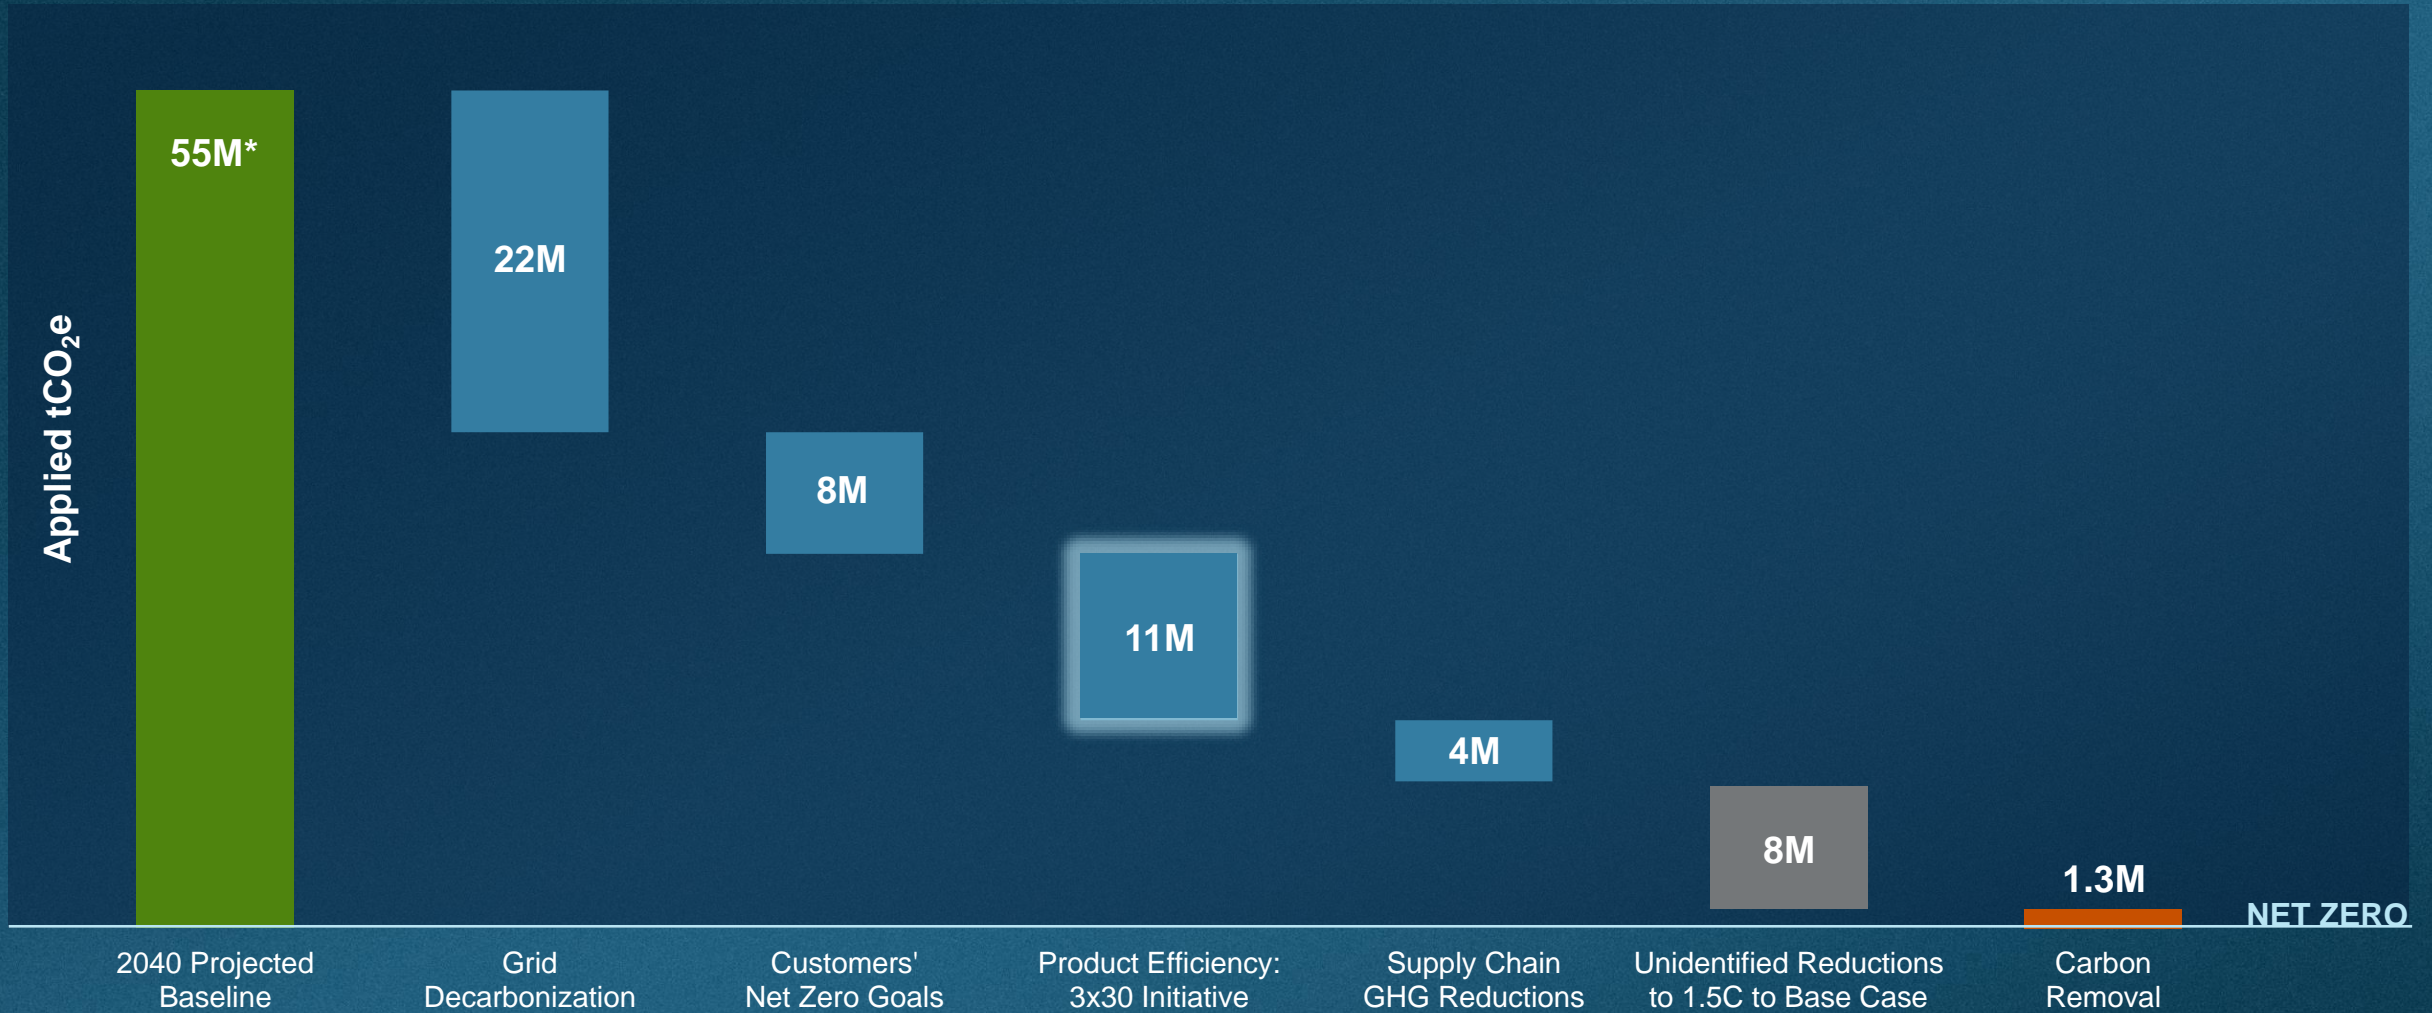 Applied tCO₂e
55M*
22M
8M
11M
4M
8M
1.3M
NET ZERO
2040 Projected
Baseline
Grid
Decarbonization
Customers'
Net Zero Goals
Product Efficiency:
3x30 Initiative
Supply Chain
GHG Reductions
Unidentified Reductions
to 1.5C to Base Case
Carbon
Removal